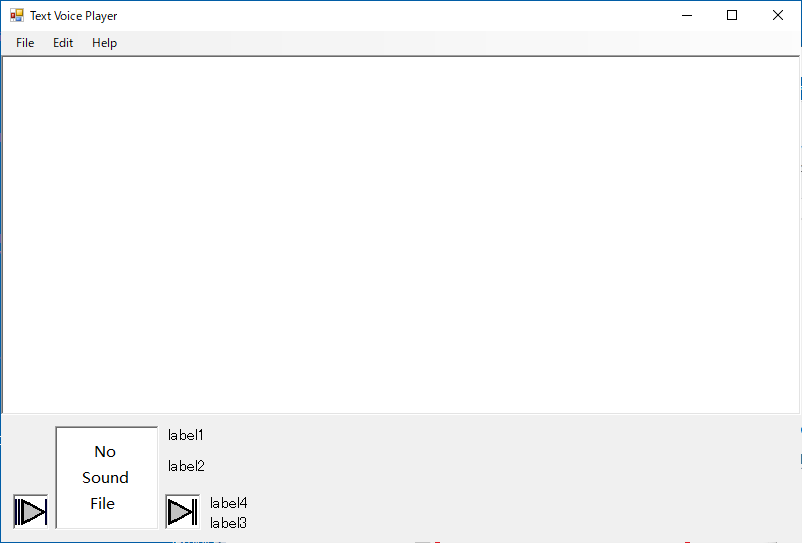 Text Voice Player
File Edit Help
No
Sound
File
label1
label2
label4
label3